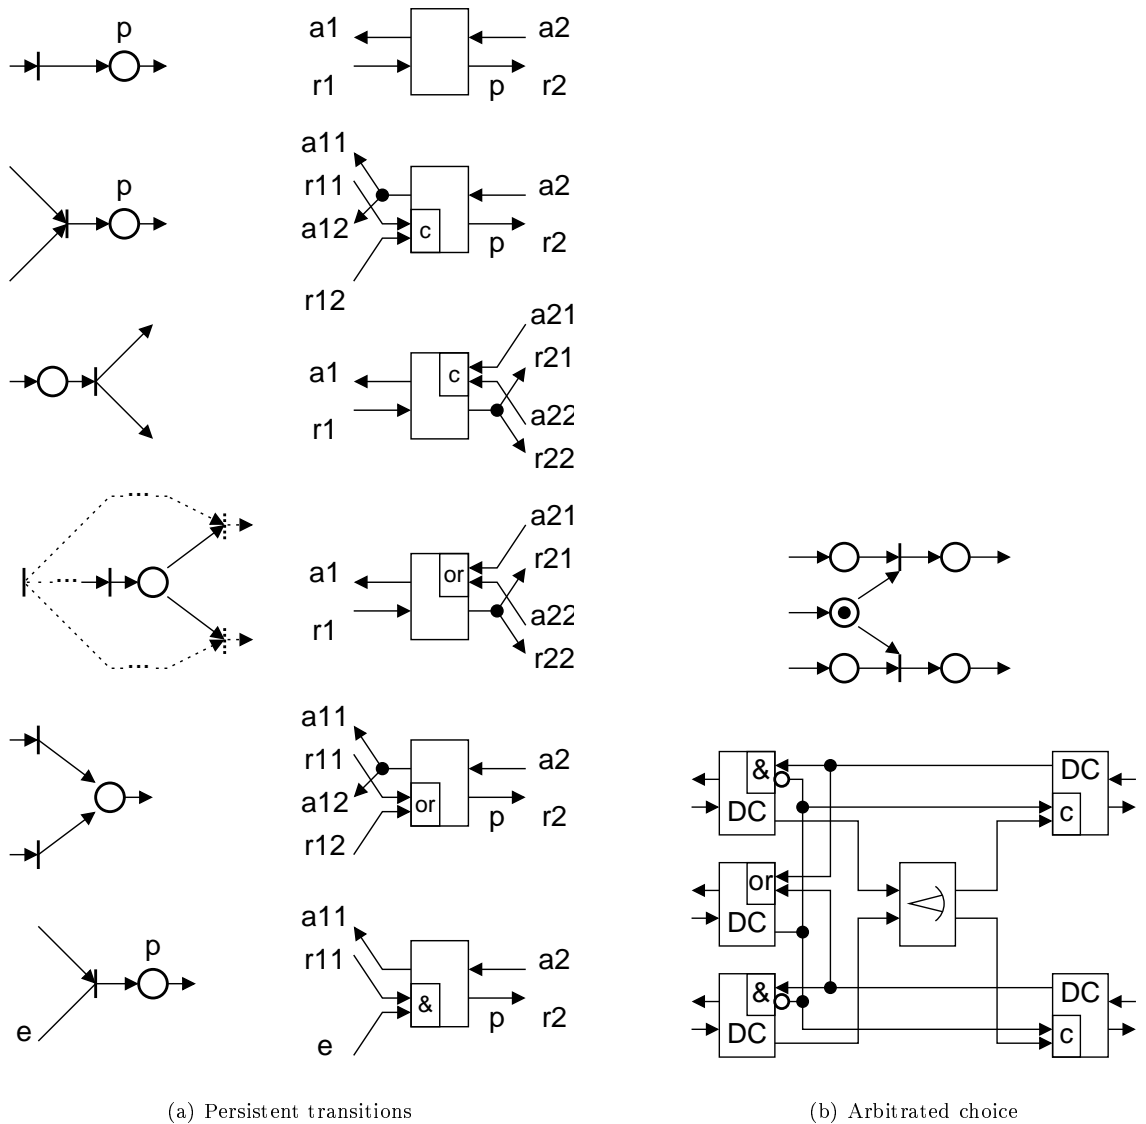 p a1 a2
r1 p r2
a11
p r11 a2
a12 c p r2
r12
a21
r21
a1 c
r1 a22
r22
... a21
r21
... a1 or
r1 a22
... r22
a11
r11 a2
a12 or p r2
r12
a11
p r11 a2
e & p r2
e
& DC
DC c
or
DC
& DC
DC c
(a) Persistent transitions
(b) Arbitrated choice